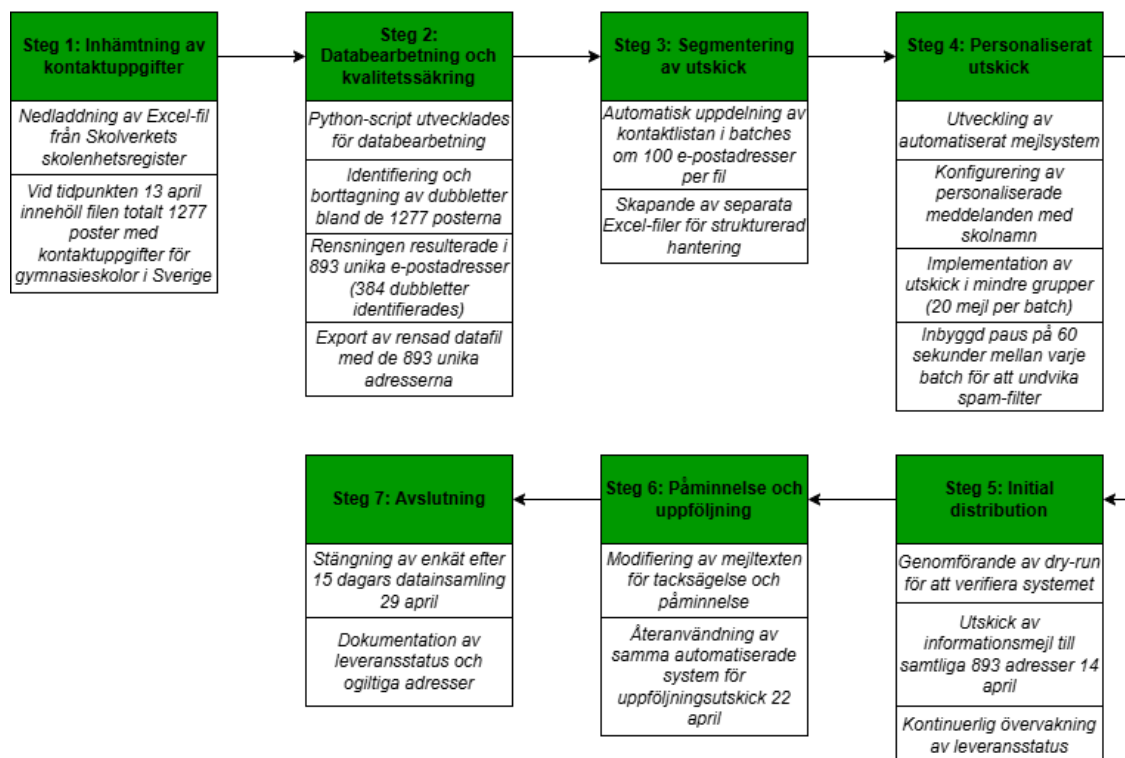 Steg 1: Inhämtning av
kontaktuppgifter
Nedladdning av Excel-fil
från Skolverkets
skolenhetsregister
Vid tidpunkten 13 april
innehöll filen totalt 1277
poster med
kontaktuppgifter för
gymnasieskolor i Sverige
Steg 2:
Databearbetning och
kvalitetssäkring
Python-script utvecklades
för databearbetning
Identifiering och
borttagning av dubbletter
bland de 1277 posterna
Rensningen resulterade i
893 unika e-postadresser
(384 dubbletter
identifierades)
Export av rensad datafil
med de 893 unika
adresserna
Steg 3: Segmentering
av utskick
Automatisk uppdelning av
kontaktlistan i batches
om 100 e-postadresser
per fil
Skapande av separata
Excel-filer för strukturerad
hantering
Steg 4: Personaliserat
utskick
Utveckling av
automatiserat mejlsystem
Konfigurering av
personaliserade
meddelanden med
skolnamn
Implementation av
utskick i mindre grupper
(20 mejl per batch)
Inbyggd paus på 60
sekunder mellan varje
batch för att undvika
spam-filter
Steg 5: Initial
distribution
Genomförande av dry-run
för att verifiera systemet
Utskick av
informationsmejl till
samtliga 893 adresser 14
april
Kontinuerlig övervakning
av leveransstatus
Steg 6: Påminnelse och
uppföljning
Modifiering av mejltexten
för tacksägelse och
påminnelse
Återanvändning av
samma automatiserade
system för
uppföljningsutskick 22
april
Steg 7: Avslutning
Stängning av enkät efter
15 dagars datainsamling
29 april
Dokumentation av
leveransstatus och
ogiltiga adresser